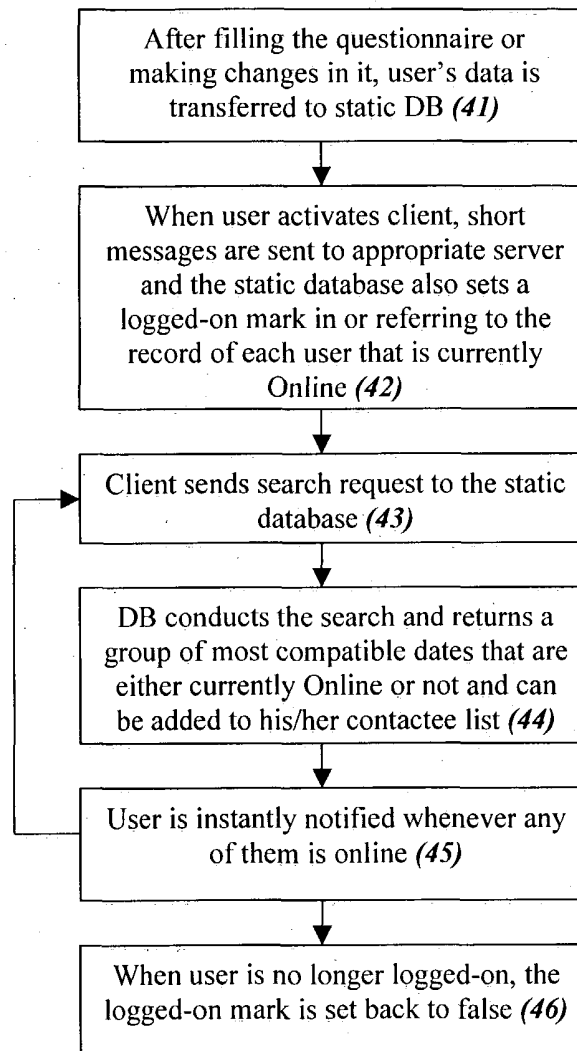 After filling the questionnaire or
making changes in it, user's data is
transferred to static DB (41)
When user activates client, short
messages are sent to appropriate server
and the static database also sets a
logged-on mark in or referring to the
record of each user that is currently
Online (42)
Client sends search request to the static
database (43)
DB conducts the search and returns a
group of most compatible dates that are
either currently Online or not and can
be added to his/her contactee list (44)
User is instantly notified whenever any
of them is online (45)
When user is no longer logged-on, the
logged-on mark is set back to false (46)